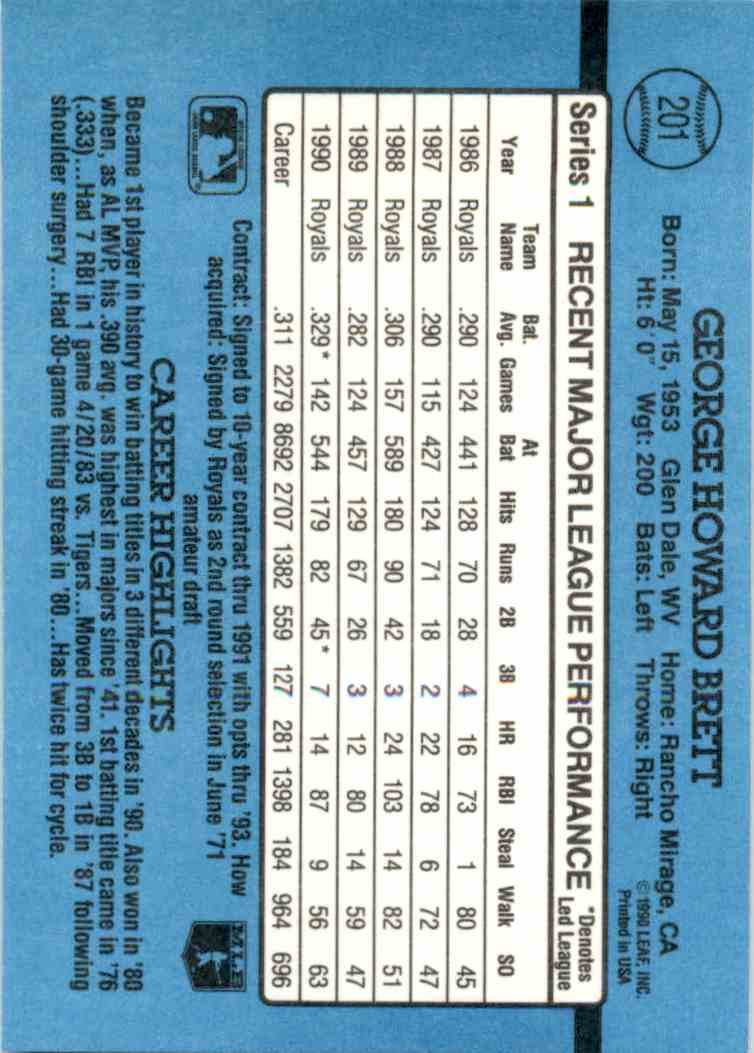 201
GEORGE HOWARD BRETT
Born: May 15, 1953 Glen Dale, WV Home: Rancho Mirage, CA
Ht: 6' 0" Wgt: 200 Bats: Left Throws: Right
©1990 LEAF, INC.
Printed in USA
Series 1 RECENT MAJOR LEAGUE PERFORMANCE *Denotes Led League
Year Team Name Bat. Avg. Games At Bat Hits Runs 2B 3B HR RBI Steal Walk SO
1986 Royals .290 124 441 128 70 28 4 16 73 1 80 45
1987 Royals .290 115 427 124 71 18 2 22 78 6 72 47
1988 Royals .306 157 589 180 90 42 3 24 103 14 82 51
1989 Royals .282 124 457 129 67 26 3 12 80 14 59 47
1990 Royals .329* 142 544 179 82 45* 7 14 87 9 56 63
Career .311 2279 8692 2707 1382 559 127 281 1398 184 964 696
Contract: Signed to 10-year contract thru 1991 with opts thru '93. How
acquired: Signed by Royals as 2nd round selection in June '71
amateur draft
MLB
CAREER HIGHLIGHTS
Became 1st player in history to win batting titles in 3 different decades in '90. Also won in '80
when, as AL MVP, his .390 avg. was highest in majors since '41. 1st batting title came in '76
(.333)...Had 7 RBI in 1 game 4/20/83 vs. Tigers...Moved from 3B to 1B in '87 following
shoulder surgery...Had 30-game hitting streak in '80...Has twice hit for cycle.